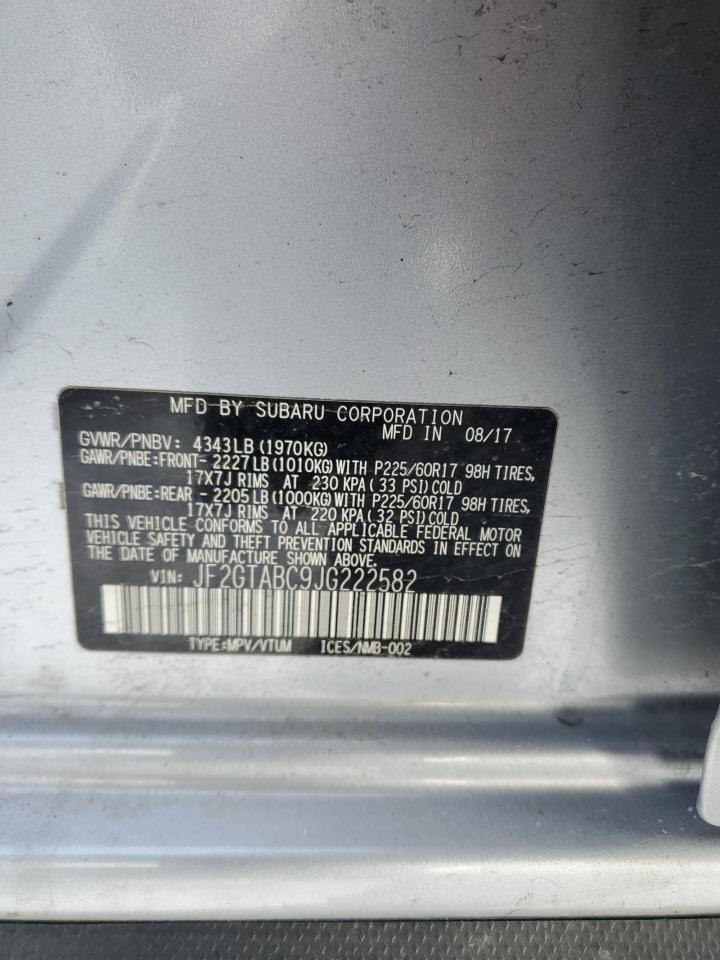 MFD BY SUBARU CORPORATION
MFD IN 08/17
GVWR/PNBV: 4343LB(1970KG)
GAWR/PNBE:FRONT-2227LB(1010KG)WITH P225/60R17 98H TIRES,
17X7J RIMS AT 230 KPA(33 PSI)COLD
GAWR/PNBE:REAR -2205LB(1000KG)WITH P225/60R17 98H TIRES,
17X7J RIMS AT 220 KPA(32 PSI)COLD
THIS VEHICLE CONFORMS TO ALL APPLICABLE FEDERAL MOTOR
VEHICLE SAFETY AND THEFT PREVENTION STANDARDS IN EFFECT ON
THE DATE OF MANUFACTURE SHOWN ABOVE.
VIN: JF2GTABC9JG222582
TYPE:MPV/VTUM ICES/NMB-002